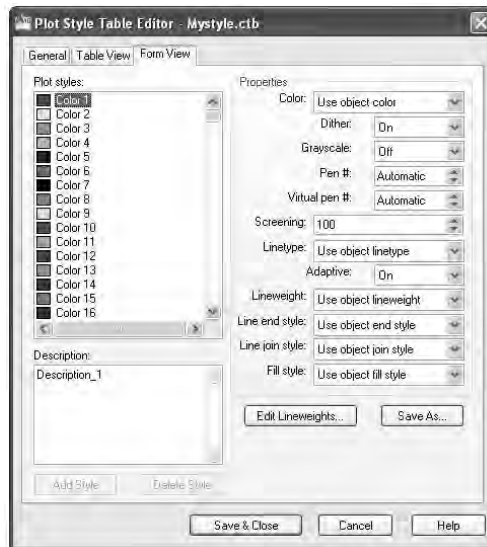 Plot Style Table Editor - Mystyle.ctb
General Table View Form View
Plot styles:
Color 1
Color 2
Color 3
Color 4
Color 5
Color 6
Color 7
Color 8
Color 9
Color 10
Color 11
Color 12
Color 13
Color 14
Color 15
Color 16
Description:
Description_1
Add Style Delete Style
Properties
Color: Use object color
Dither: On
Grayscale: Off
Pen #: Automatic
Virtual pen #: Automatic
Screening: 100
Linetype: Use object linetype
Adaptive: On
Lineweight: Use object lineweight
Line end style: Use object end style
Line join style: Use object join style
Fill style: Use object fill style
Edit Lineweights... Save As...
Save & Close Cancel Help